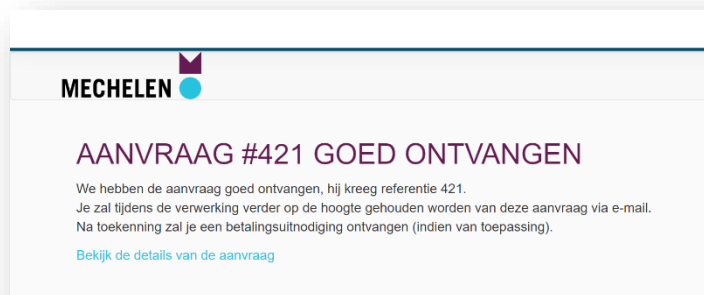 MECHELEN
AANVRAAG #421 GOED ONTVANGEN
We hebben de aanvraag goed ontvangen, hij kreeg referentie 421.
Je zal tijdens de verwerking verder op de hoogte gehouden worden van deze aanvraag via e-mail.
Na toekenning zal je een betalingsuitnodiging ontvangen (indien van toepassing).
Bekijk de details van de aanvraag